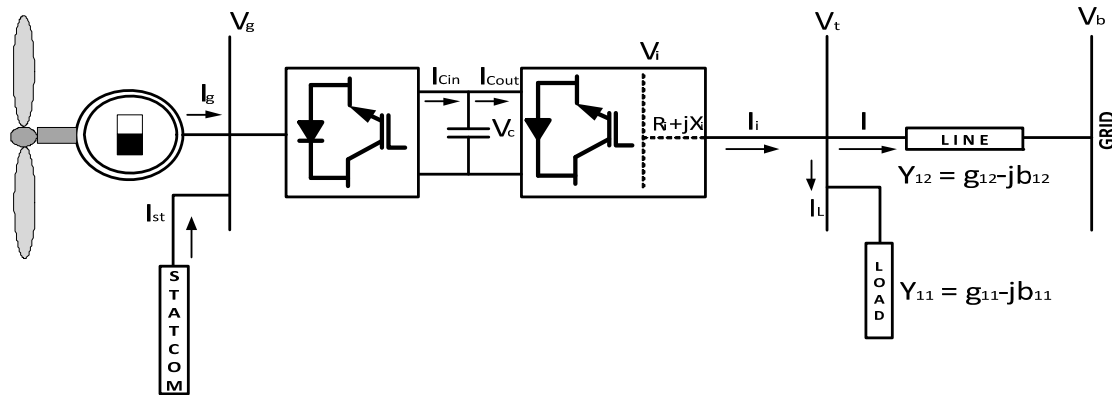 Vg
Vt
Vb
Vi
Ig
ICin
ICout
Vc
Ri+jXi
Ii
I
LINE
GRID
Y12 = g12-jb12
IL
Ist
STATCOM
LOAD
Y11 = g11-jb11